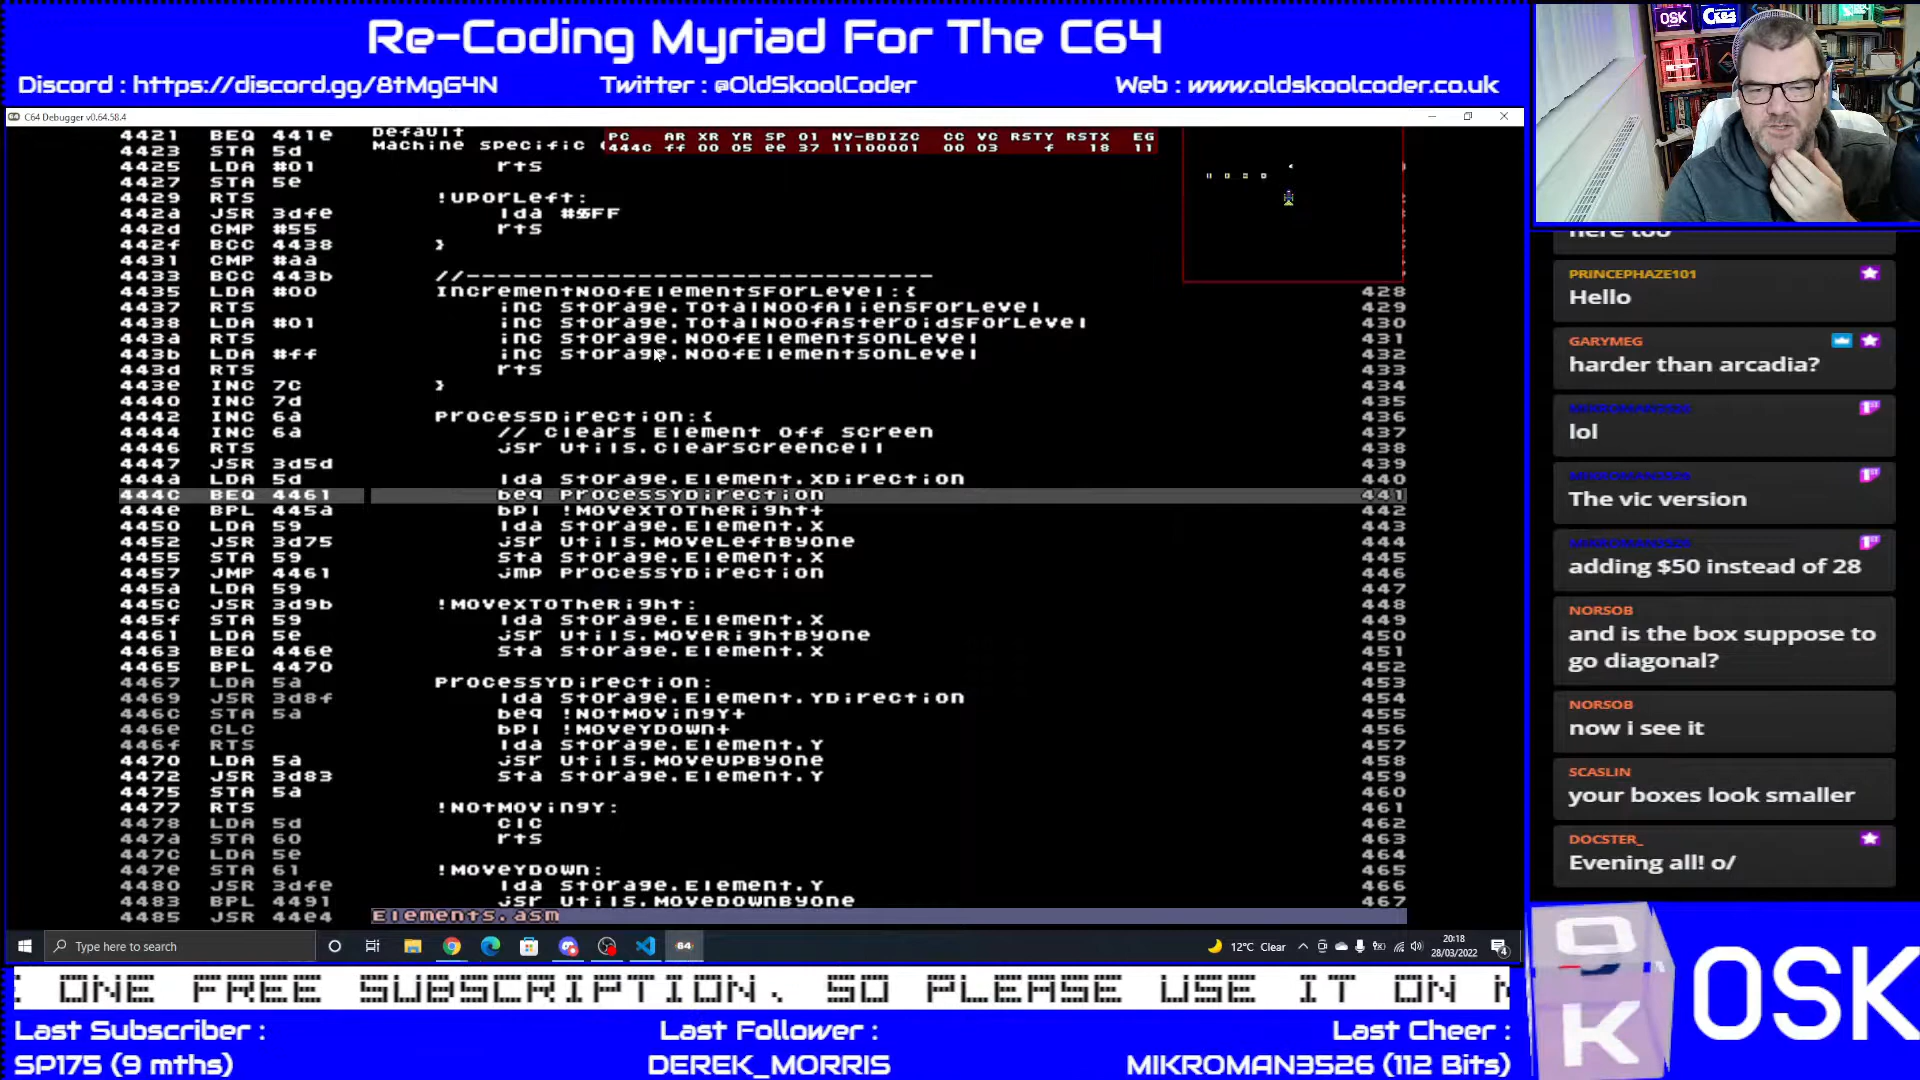 Re-Coding Myriad For The C64
Discord : https://discord.gg/8tMgG4N Twitter : @OldSkoolCoder Web : www.oldskoolcoder.co.uk
C64 Debugger v0.64.58.4
4421 BEQ 441e Default PC AR XR YR SP 01 NV-BDIZC CC VC RSTY RSTX EG
4423 STA 5d Machine Specific ( 444C ff 00 05 ee 37 11100001 00 03 f 18 11
4425 LDA #01 rts
4427 STA 5e
4429 RTS !UpOrLeft:
442a JSR 3dfe lda #$FF
442d CMP #55 rts
442f BCC 4438 }
4431 CMP #aa
4433 BCC 443b //------------------------------
4435 LDA #00 IncrementNoOfElementsForLevel:{ 428
4437 RTS inc Storage.TotalNoOfAliensForLevel 429
4438 LDA #01 inc Storage.TotalNoOfAsteroidsForLevel 430
443a RTS inc Storage.NoOfElementsOnLevel 431
443b LDA #ff inc Storage.NoOfElementsOnLevel 432
443d RTS rts 433
443e INC 7C } 434
4440 INC 7d 435
4442 INC 6a ProcessDirection:{ 436
4444 INC 6a // Clears Element Off Screen 437
4446 RTS jsr Utils.ClearScreenCell 438
4447 JSR 3d5d 439
444a LDA 5d lda Storage.Element.XDirection 440
444C BEQ 4461 beq ProcessYDirection 441
444e BPL 445a bpl !MoveXToTheRight+ 442
4450 LDA 59 lda Storage.Element.X 443
4452 JSR 3d75 jsr Utils.MoveLeftByOne 444
4455 STA 59 sta Storage.Element.X 445
4457 JMP 4461 jmp ProcessYDirection 446
445a LDA 59 447
445C JSR 3d9b !MoveXToTheRight: 448
445f STA 59 lda Storage.Element.X 449
4461 LDA 5e jsr Utils.MoveRightByOne 450
4463 BEQ 446e sta Storage.Element.X 451
4465 BPL 4470 452
4467 LDA 5a ProcessYDirection: 453
4469 JSR 3d8f lda Storage.Element.YDirection 454
446C STA 5a beq !NotMovingY+ 455
446e CLC bpl !MoveYDown+ 456
446f RTS lda Storage.Element.Y 457
4470 LDA 5a jsr Utils.MoveUpByOne 458
4472 JSR 3d83 sta Storage.Element.Y 459
4475 STA 5a 460
4477 RTS !NotMovingY: 461
4478 LDA 5d clc 462
447a STA 60 rts 463
447C LDA 5e 464
447e STA 61 !MoveYDown: 465
4480 JSR 3dfe lda Storage.Element.Y 466
4483 BPL 4491 jsr Utils.MoveDownByOne 467
4485 JSR 44e4 Elements.asm
here too
PRINCEPHAZE101
Hello
GARYMEG
harder than arcadia?
lol
The vic version
adding $50 instead of 28
NORSOB
and is the box suppose to
go diagonal?
NORSOB
now i see it
SCASLIN
your boxes look smaller
DOCSTER_
Evening all! o/
Type here to search
64
12°C Clear
20:18
28/03/2022
4
E ONE FREE SUBSCRIPTION, SO PLEASE USE IT ON
Last Subscriber : Last Follower : Last Cheer :
SP175 (9 mths) DEREK_MORRIS MIKROMAN3526 (112 Bits)
OSK